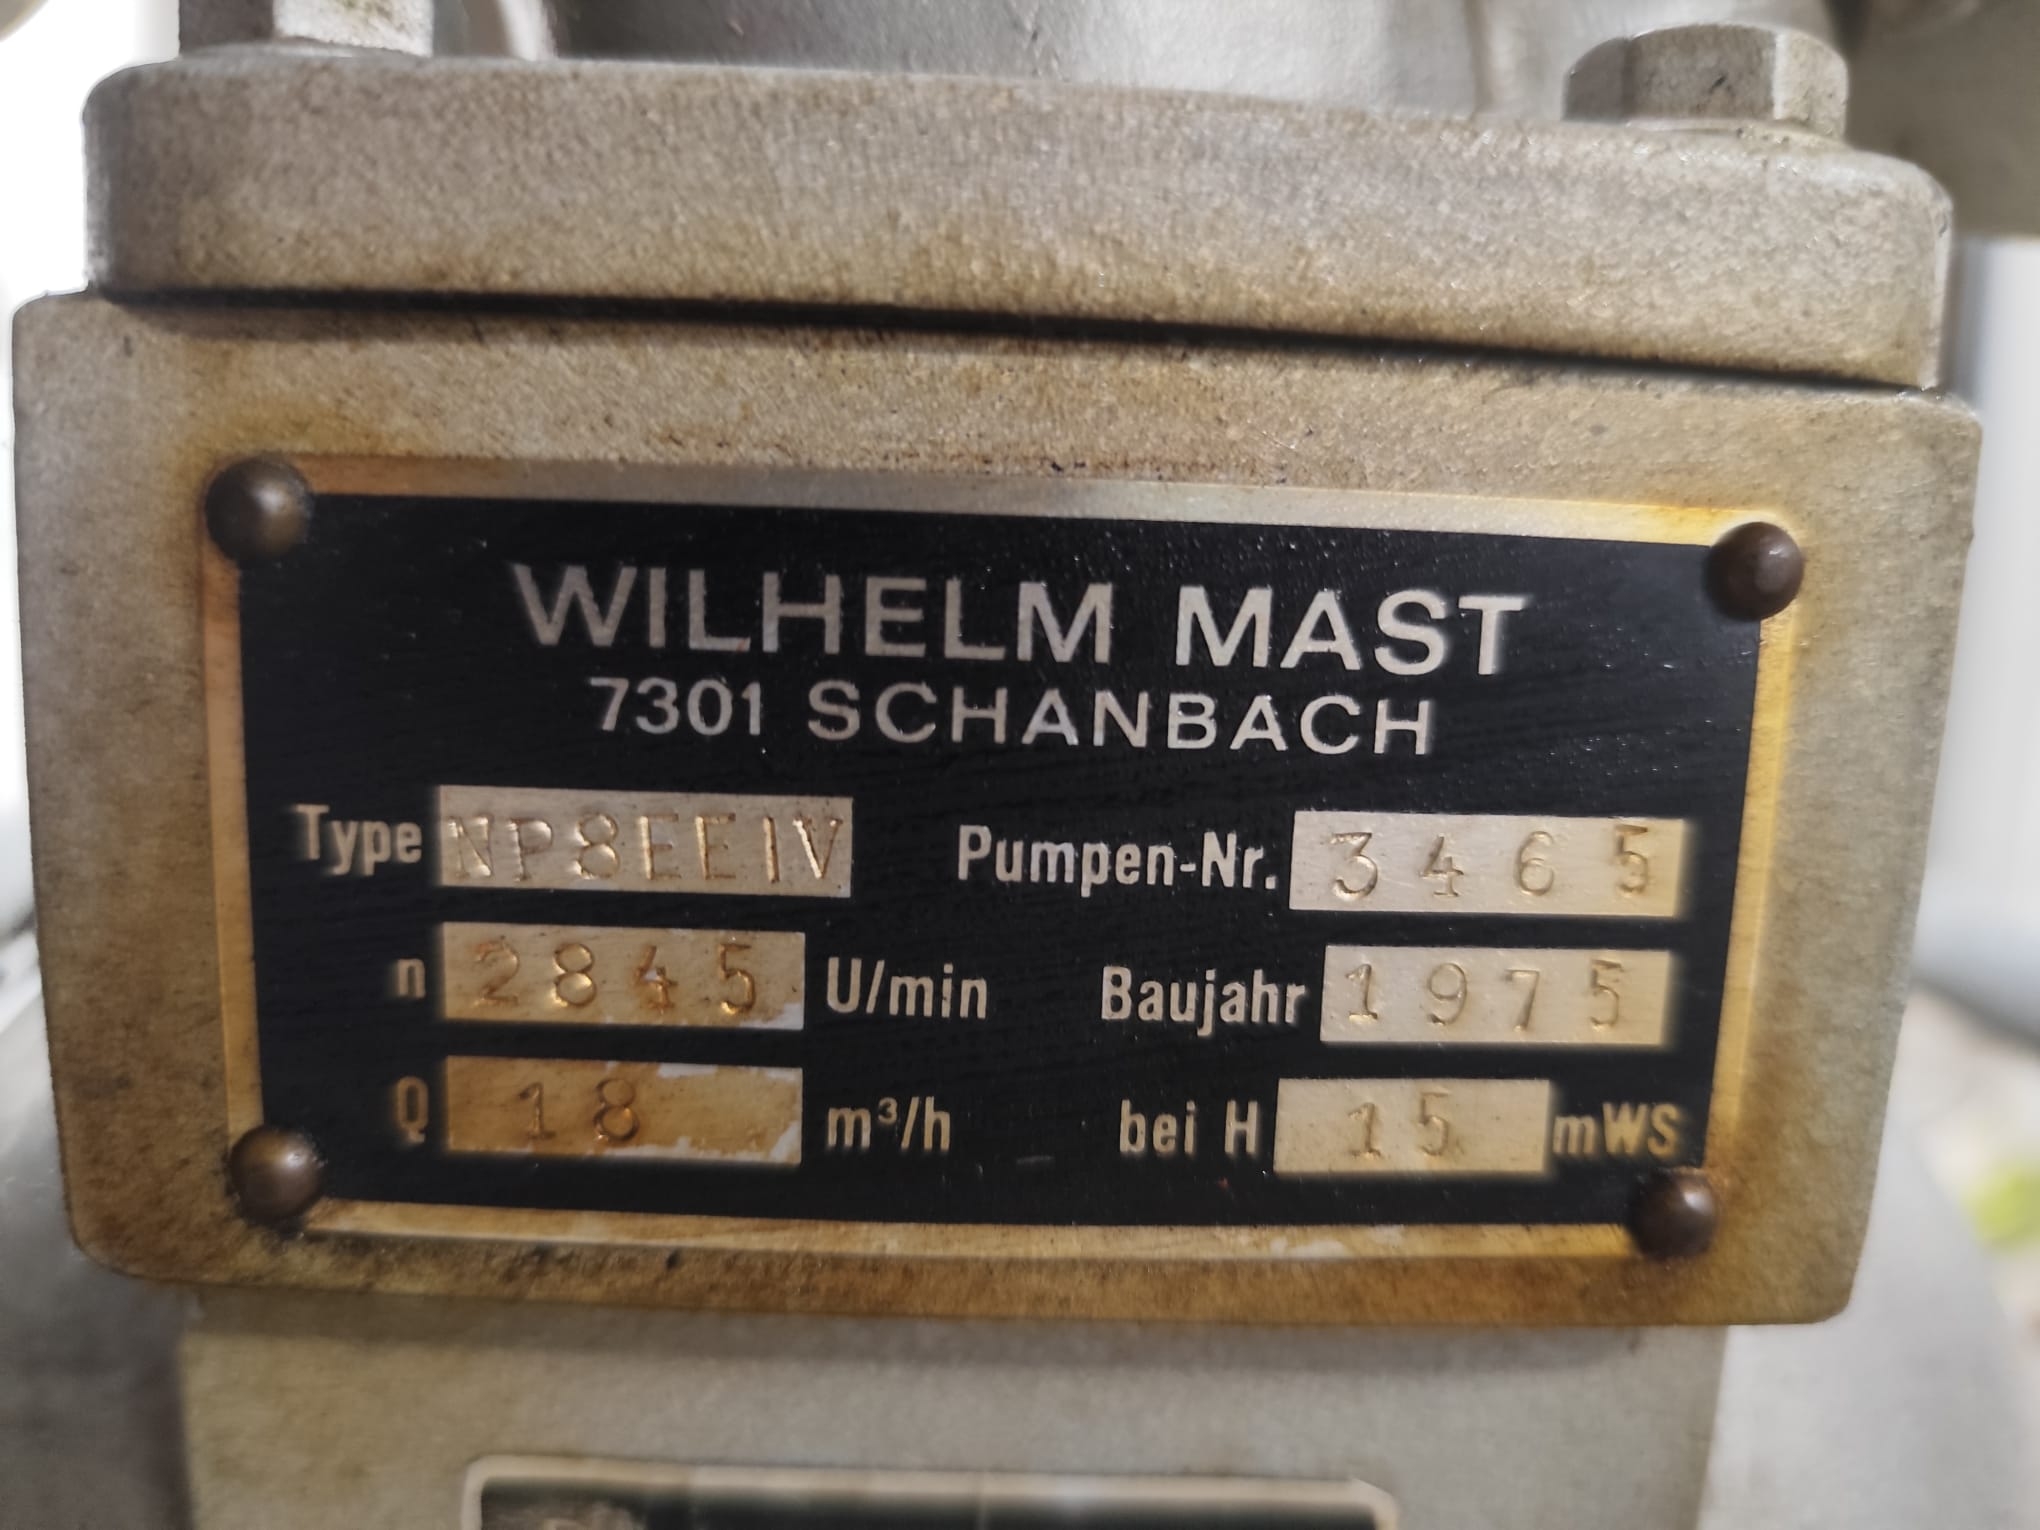 WILHELM MAST
7301 SCHANBACH
Type NP8EEIV Pumpen-Nr. 3465
n 2845 U/min Baujahr 1975
Q 18 m³/h bei H 15 mWS